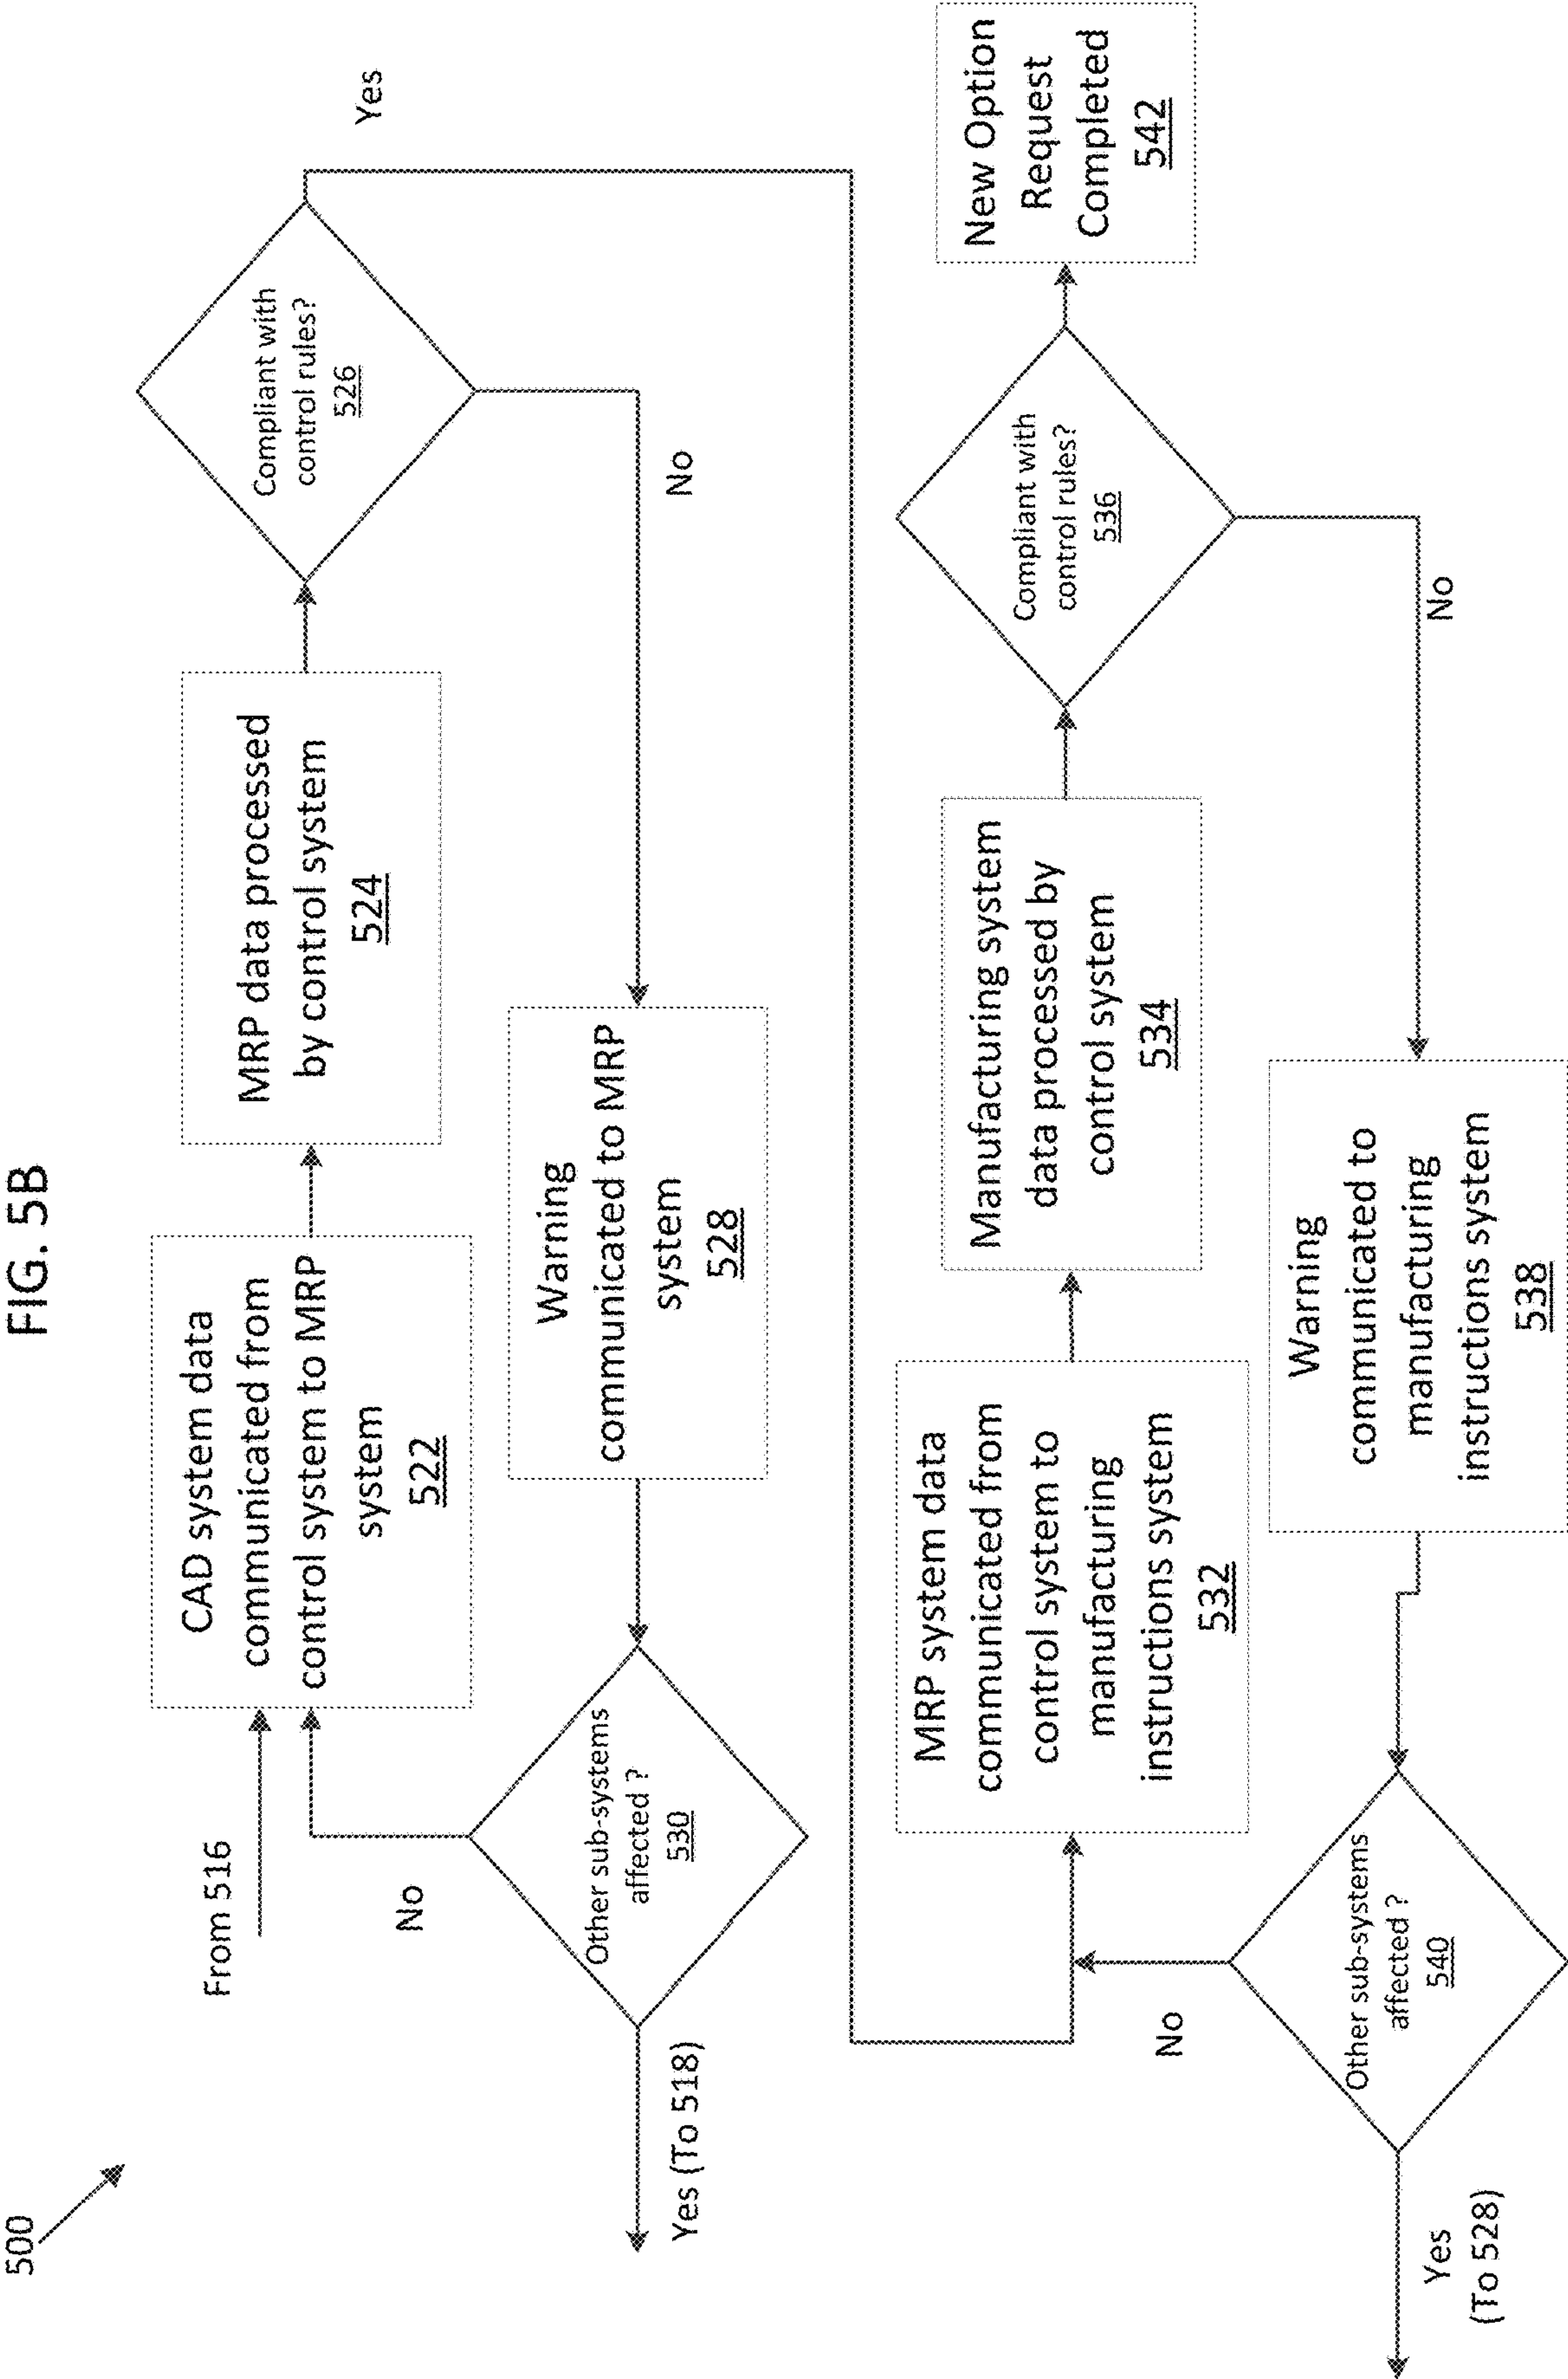 500
FIG. 5B
From 516
CAD system data
communicated from
control system to MRP
system
522
MRP data processed
by control system
524
Compliant with
control rules?
526
Yes
No
Warning
communicated to MRP
system
528
Other sub-systems
affected ?
530
No
Yes (To 518)
MRP system data
communicated from
control system to
manufacturing
instructions system
532
Manufacturing system
data processed by
control system
534
Compliant with
control rules?
536
New Option
Request
Completed
542
No
Warning
communicated to
manufacturing
instructions system
538
Other sub-systems
affected ?
540
No
Yes
(To 528)